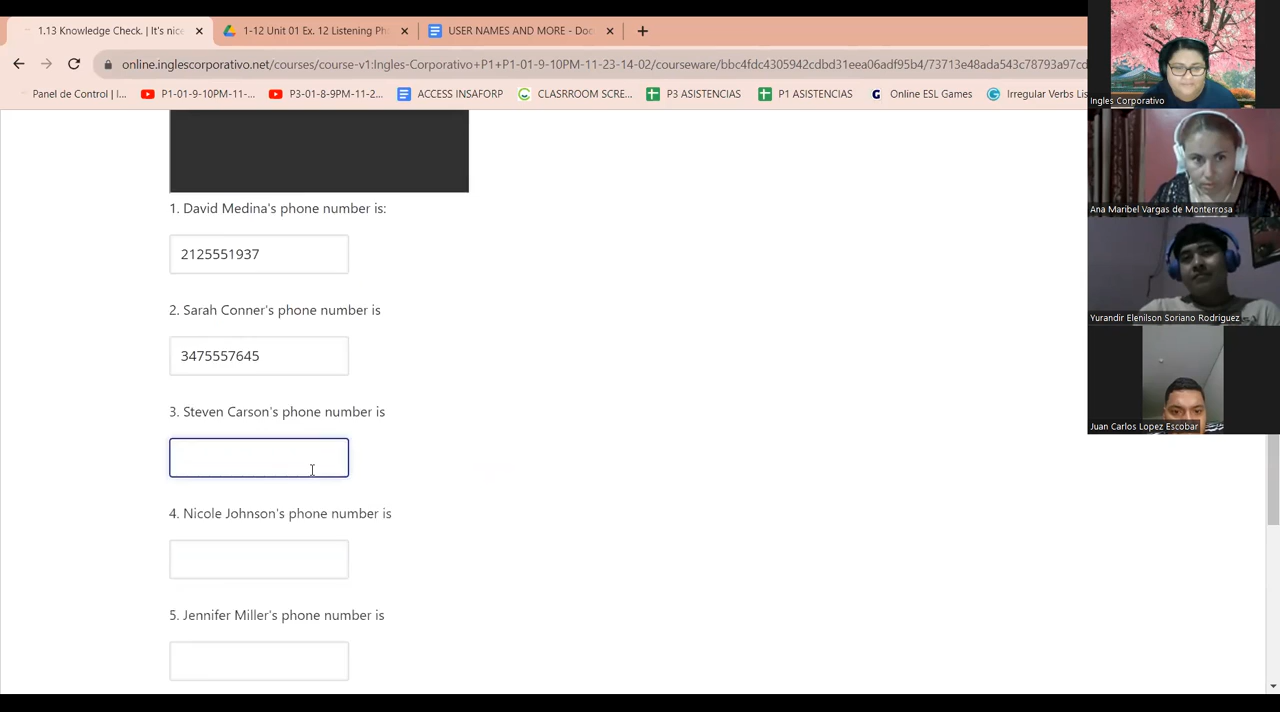 1.13 Knowledge Check. | It's nice
1-12 Unit 01 Ex. 12 Listening Ph
USER NAMES AND MORE - Doc
online.inglescorporativo.net/courses/course-v1:Ingles-Corporativo+P1+P1-01-9-10PM-11-23-14-02/courseware/bbc4fdc4305942cdbd31eea06adf95b4/73713e48ada543c78793a97cd
Panel de Control | I...
P1-01-9-10PM-11-...
P3-01-8-9PM-11-2...
ACCESS INSAFORP
CLASRROOM SCRE...
P3 ASISTENCIAS
P1 ASISTENCIAS
Online ESL Games
Irregular Verbs Lis
1. David Medina's phone number is:
2125551937
2. Sarah Conner's phone number is
3475557645
3. Steven Carson's phone number is
4. Nicole Johnson's phone number is
5. Jennifer Miller's phone number is
Ingles Corporativo
Ana Maribel Vargas de Monterrosa
Yurandir Elenilson Soriano Rodriguez
Juan Carlos Lopez Escobar